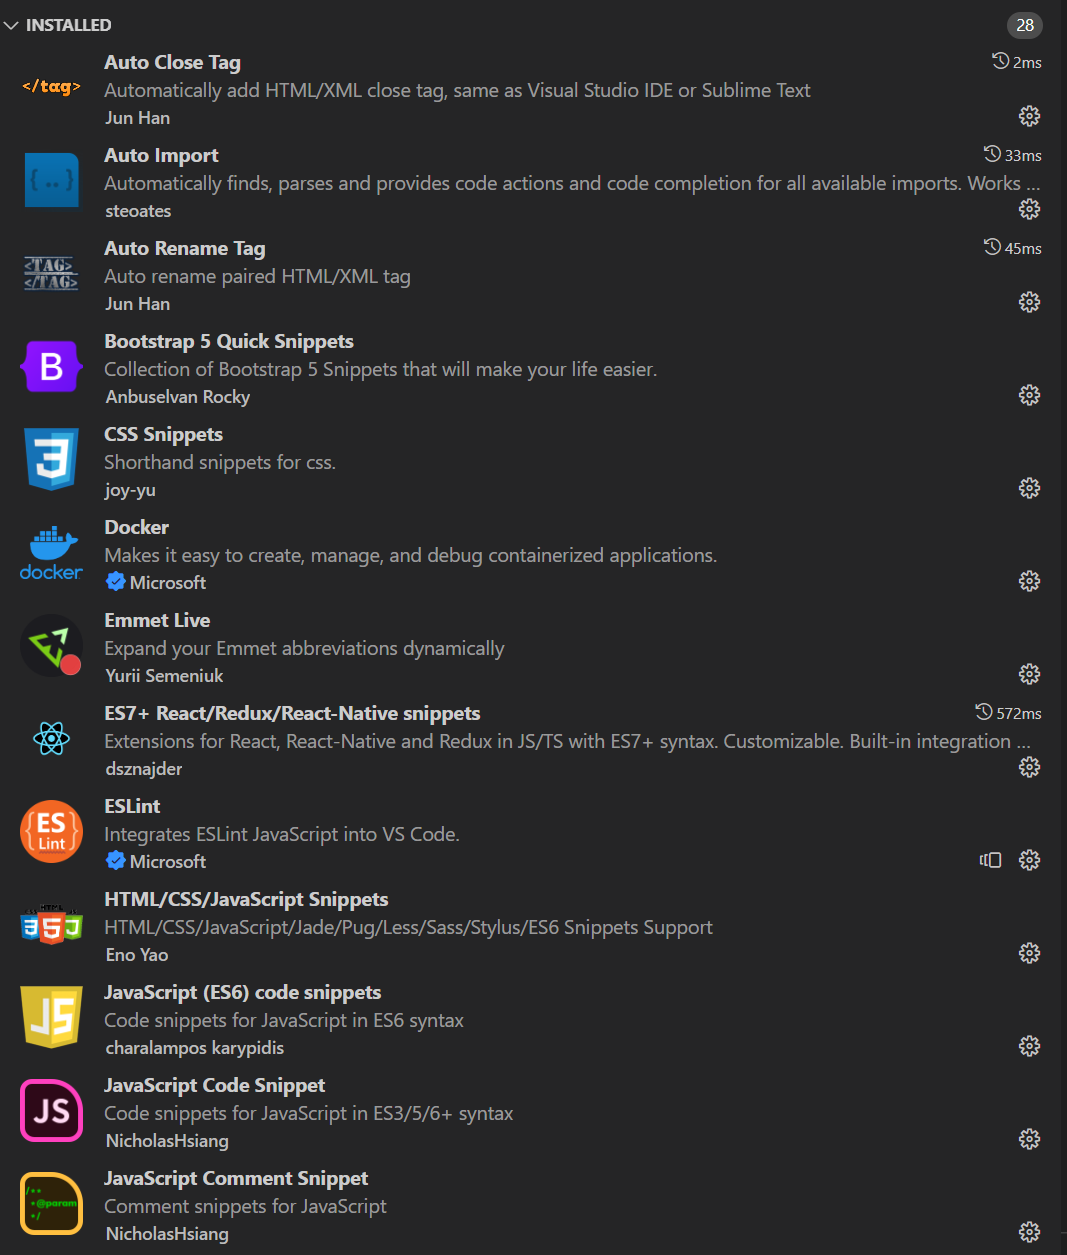 INSTALLED 28
Auto Close Tag 2ms
</tag> Automatically add HTML/XML close tag, same as Visual Studio IDE or Sublime Text
Jun Han
Auto Import 33ms
{..} Automatically finds, parses and provides code actions and code completion for all available imports. Works ...
steoates
Auto Rename Tag 45ms
<TAG>
</TAG>
Auto rename paired HTML/XML tag
Jun Han
Bootstrap 5 Quick Snippets
B
Collection of Bootstrap 5 Snippets that will make your life easier.
Anbuselvan Rocky
CSS Snippets
3
Shorthand snippets for css.
joy-yu
Docker
Makes it easy to create, manage, and debug containerized applications.
docker
Microsoft
Emmet Live
Expand your Emmet abbreviations dynamically
Yurii Semeniuk
ES7+ React/Redux/React-Native snippets 572ms
Extensions for React, React-Native and Redux in JS/TS with ES7+ syntax. Customizable. Built-in integration ...
dsznajder
ESLint
{ES
Lint}
Integrates ESLint JavaScript into VS Code.
Microsoft
HTML/CSS/JavaScript Snippets
HTML
3 5 J
HTML/CSS/JavaScript/Jade/Pug/Less/Sass/Stylus/ES6 Snippets Support
Eno Yao
JavaScript (ES6) code snippets
JS
Code snippets for JavaScript in ES6 syntax
charalampos karypidis
JavaScript Code Snippet
JS
Code snippets for JavaScript in ES3/5/6+ syntax
NicholasHsiang
JavaScript Comment Snippet
/**
*@param
*/
Comment snippets for JavaScript
NicholasHsiang